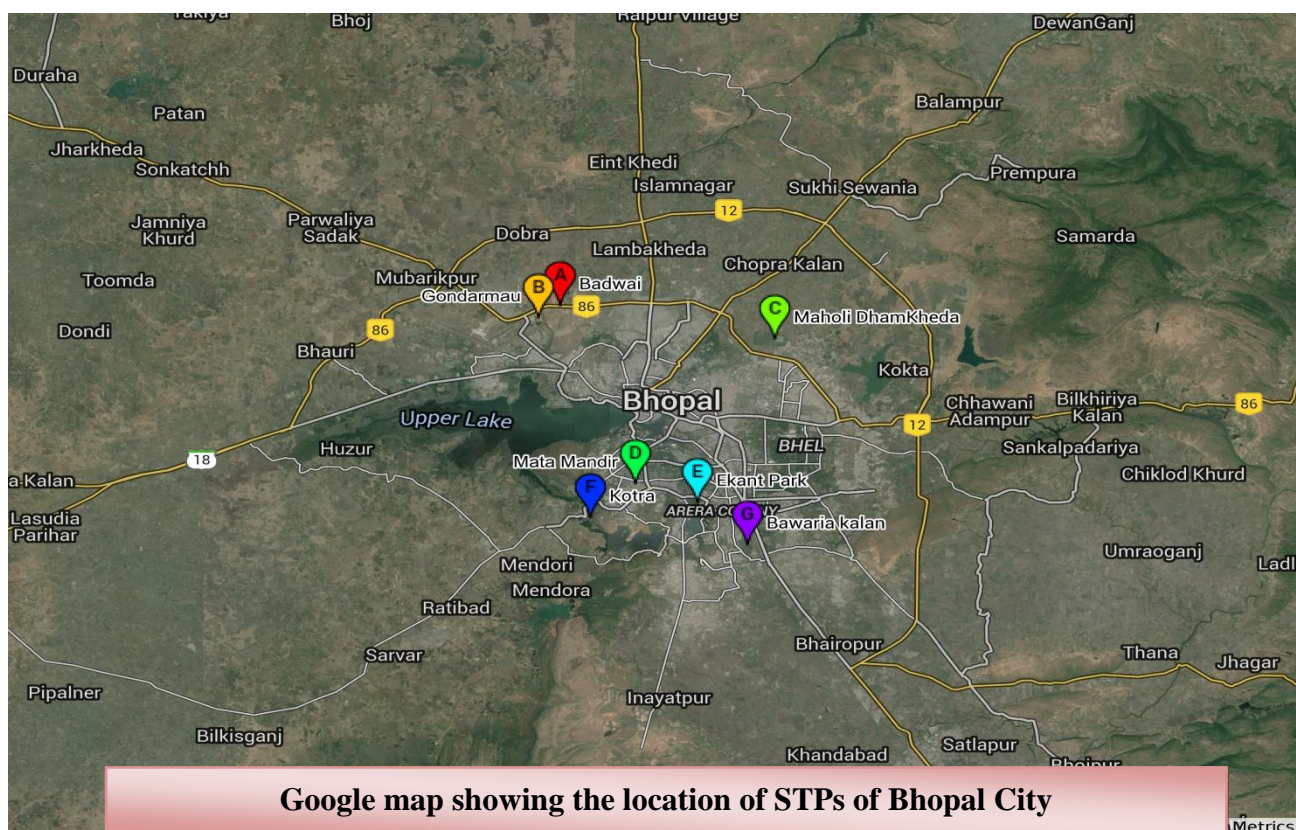 Takiya
Bhoj
Raipur Village
DewanGanj
Duraha
Patan
Balampur
Jharkheda
Sonkatchh
Eint Khedi
Islamnagar
Sukhi Sewania
Prempura
Jamniya
Khurd
Parwaliya
Sadak
Dobra
12
Lambakheda
Samarda
Toomda
Mubarikpur
Chopra Kalan
A
Badwai
B
Gondarmau
86
C
Maholi DhamKheda
Dondi
86
Bhauri
Kokta
Bhopal
Upper Lake
Chhawani
Adampur
Bilkhiriya
Kalan
86
12
Huzur
BHEL
Sankalpadariya
18
Mata Mandir
D
E
Ekant Park
Chiklod Khurd
a Kalan
F
Kotra
Lasudia
Parihar
ARERA COLONY
G
Bawaria kalan
Mendori
Umraoganj
Ladl
Mendora
Ratibad
Sarvar
Bhairopur
Thana
Jhagar
Pipalner
Inayatpur
Bilkisganj
Khandabad
Satlapur
Bhojpur
Google map showing the location of STPs of Bhopal City
Metrics